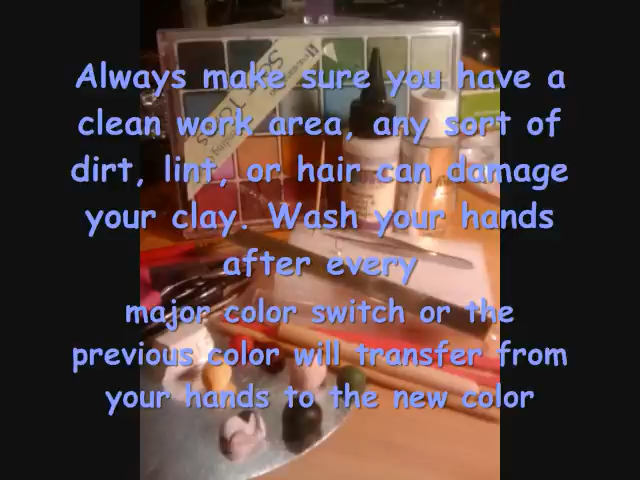 Always make sure you have a
clean work area, any sort of
dirt, lint, or hair can damage
your clay. Wash your hands
after every
major color switch or the
previous color will transfer from
your hands to the new color